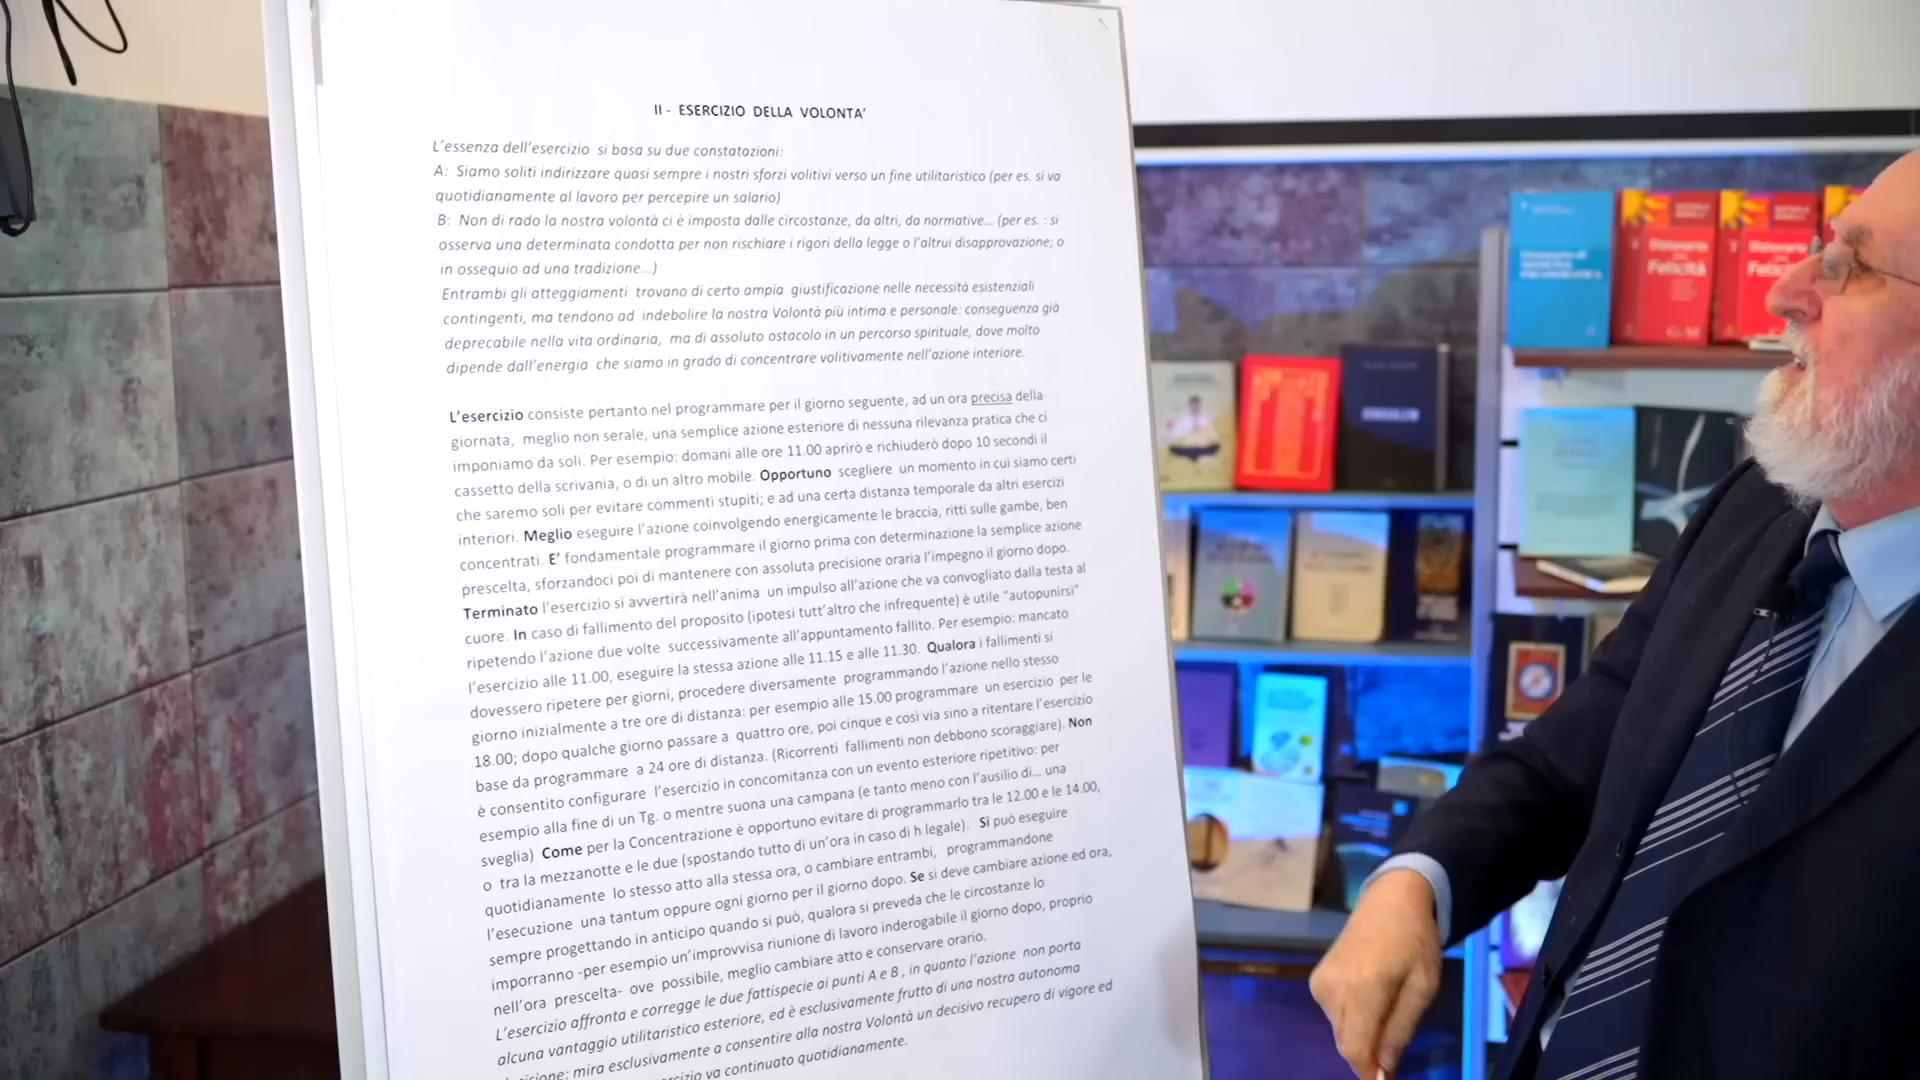 II - ESERCIZIO DELLA VOLONTA'
L'essenza dell'esercizio si basa su due constatazioni:
A: Siamo soliti indirizzare quasi sempre i nostri sforzi volitivi verso un fine utilitaristico (per es. si va
quotidianamente al lavoro per percepire un salario)
B: Non di rado la nostra volontà ci è imposta dalle circostanze, da altri, da normative... (per es. : si
osserva una determinata condotta per non rischiare i rigori della legge o l'altrui disapprovazione; o
in ossequio ad una tradizione...)
Entrambi gli atteggiamenti trovano di certo ampia giustificazione nelle necessità esistenziali
contingenti, ma tendono ad indebolire la nostra Volontà più intima e personale: conseguenza già
deprecabile nella vita ordinaria, ma di assoluto ostacolo in un percorso spirituale, dove molto
dipende dall'energia che siamo in grado di concentrare volitivamente nell'azione interiore.
L'esercizio consiste pertanto nel programmare per il giorno seguente, ad un ora precisa della
giornata, meglio non serale, una semplice azione esteriore di nessuna rilevanza pratica che ci
imponiamo da soli. Per esempio: domani alle ore 11.00 aprirò e richiuderò dopo 10 secondi il
cassetto della scrivania, o di un altro mobile. Opportuno scegliere un momento in cui siamo certi
che saremo soli per evitare commenti stupiti; e ad una certa distanza temporale da altri esercizi
interiori. Meglio eseguire l'azione coinvolgendo energicamente le braccia, ritti sulle gambe, ben
concentrati. E' fondamentale programmare il giorno prima con determinazione la semplice azione
prescelta, sforzandoci poi di mantenere con assoluta precisione oraria l'impegno il giorno dopo.
Terminato l'esercizio si avvertirà nell'anima un impulso all'azione che va convogliato dalla testa al
cuore. In caso di fallimento del proposito (ipotesi tutt'altro che infrequente) è utile "autopunirsi"
ripetendo l'azione due volte successivamente all'appuntamento fallito. Per esempio: mancato
l'esercizio alle 11.00, eseguire la stessa azione alle 11.15 e alle 11.30. Qualora i fallimenti si
dovessero ripetere per giorni, procedere diversamente programmando l'azione nello stesso
giorno inizialmente a tre ore di distanza: per esempio alle 15.00 programmare un esercizio per le
18.00; dopo qualche giorno passare a quattro ore, poi cinque e così via sino a ritentare l'esercizio
base da programmare a 24 ore di distanza. (Ricorrenti fallimenti non debbono scoraggiare). Non
è consentito configurare l'esercizio in concomitanza con un evento esteriore ripetitivo: per
esempio alla fine di un Tg. o mentre suona una campana (e tanto meno con l'ausilio di... una
sveglia) Come per la Concentrazione è opportuno evitare di programmarlo tra le 12.00 e le 14.00,
o tra la mezzanotte e le due (spostando tutto di un'ora in caso di h legale). Si può eseguire
quotidianamente lo stesso atto alla stessa ora, o cambiare entrambi, programmandone
l'esecuzione una tantum oppure ogni giorno per il giorno dopo. Se si deve cambiare azione ed ora,
sempre progettando in anticipo quando si può, qualora si preveda che le circostanze lo
imporranno -per esempio un'improvvisa riunione di lavoro inderogabile il giorno dopo, proprio
nell'ora prescelta- ove possibile, meglio cambiare atto e conservare orario.
L'esercizio affronta e corregge le due fattispecie ai punti A e B , in quanto l'azione non porta
alcuna vantaggio utilitaristico esteriore, ed è esclusivamente frutto di una nostra autonoma
mira esclusivamente a consentire alla nostra Volontà un decisivo recupero di vigore ed
va continuato quotidianamente.
Dizionario
Felicità